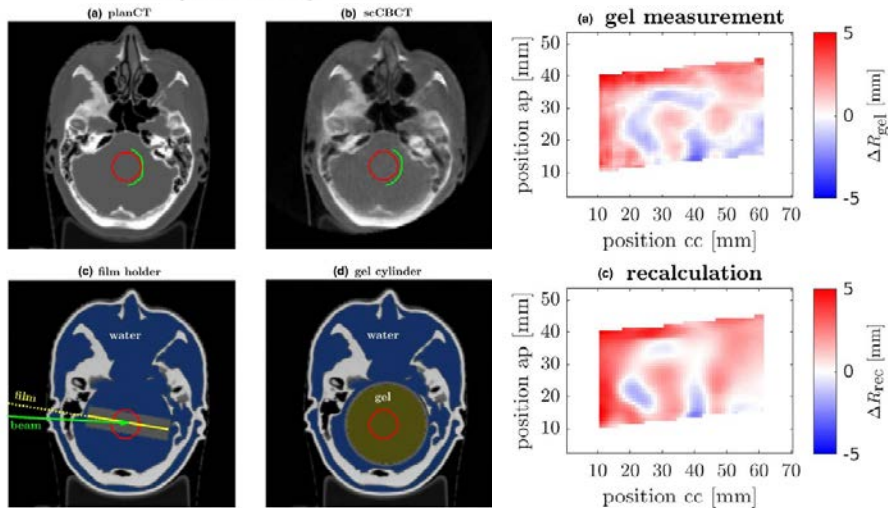 (a) planCT
(b) scCBCT
(c) film holder
water
film
beam
(d) gel cylinder
water
gel
(a) gel measurement
position ap [mm]
50
40
30
20
10
10 20 30 40 50 60 70
position cc [mm]
5
0
-5
ΔRgel [mm]
(c) recalculation
position ap [mm]
50
40
30
20
10
10 20 30 40 50 60 70
position cc [mm]
5
0
-5
ΔRrec [mm]